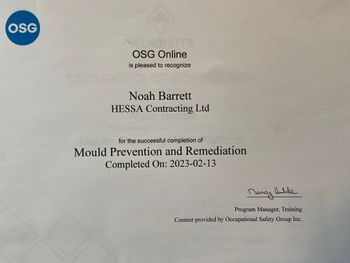 OSG
OSG Online
is pleased to recognize
Noah Barrett
HESSA Contracting Ltd
for the successful completion of
Mould Prevention and Remediation
Completed On: 2023-02-13
Program Manager, Training
Content provided by Occupational Safety Group Inc.